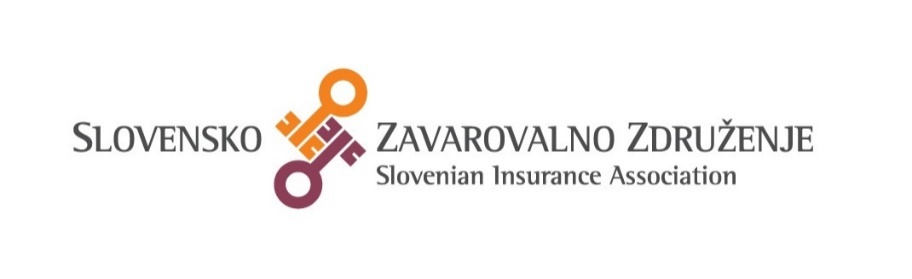 SLOVENSKO ZAVAROVALNO ZDRUŽENJE
Slovenian Insurance Association